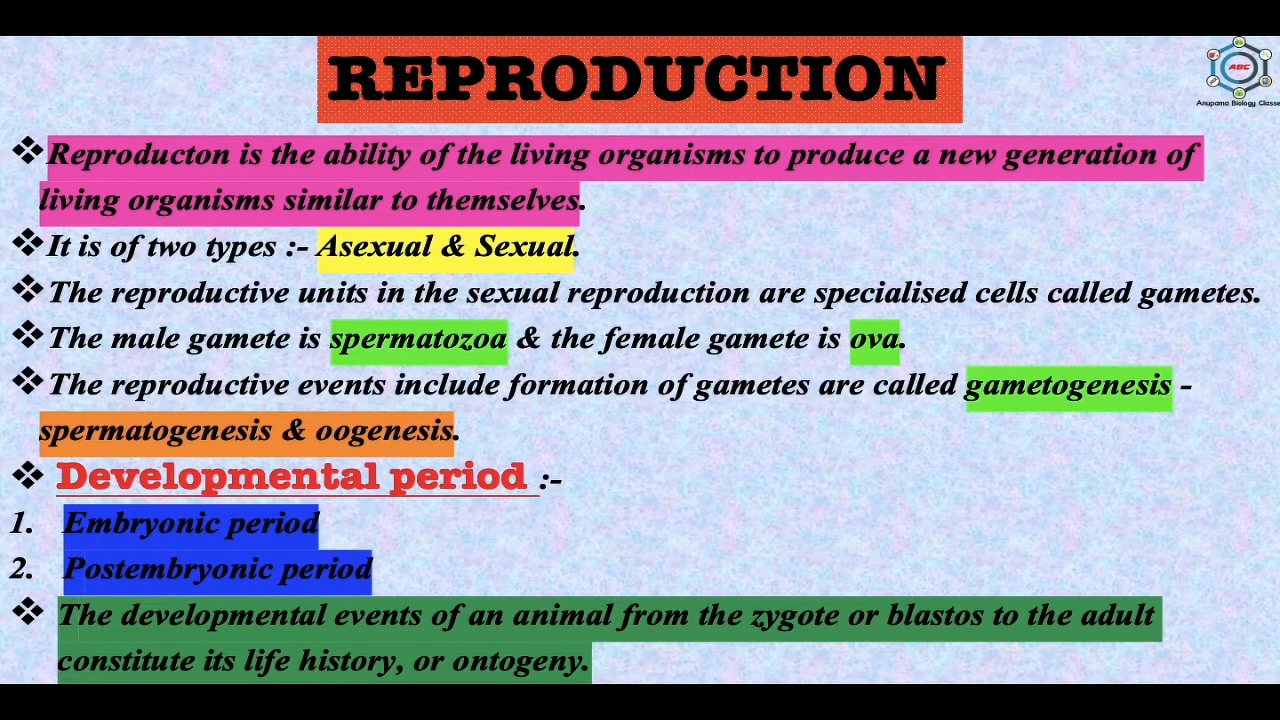 REPRODUCTION
ABC
Anupama Biology Classe
❖Reproducton is the ability of the living organisms to produce a new generation of
living organisms similar to themselves.
❖It is of two types :- Asexual & Sexual.
❖The reproductive units in the sexual reproduction are specialised cells called gametes.
❖The male gamete is spermatozoa & the female gamete is ova.
❖The reproductive events include formation of gametes are called gametogenesis -
spermatogenesis & oogenesis.
❖ Developmental period :-
1. Embryonic period
2. Postembryonic period
❖ The developmental events of an animal from the zygote or blastos to the adult
constitute its life history, or ontogeny.